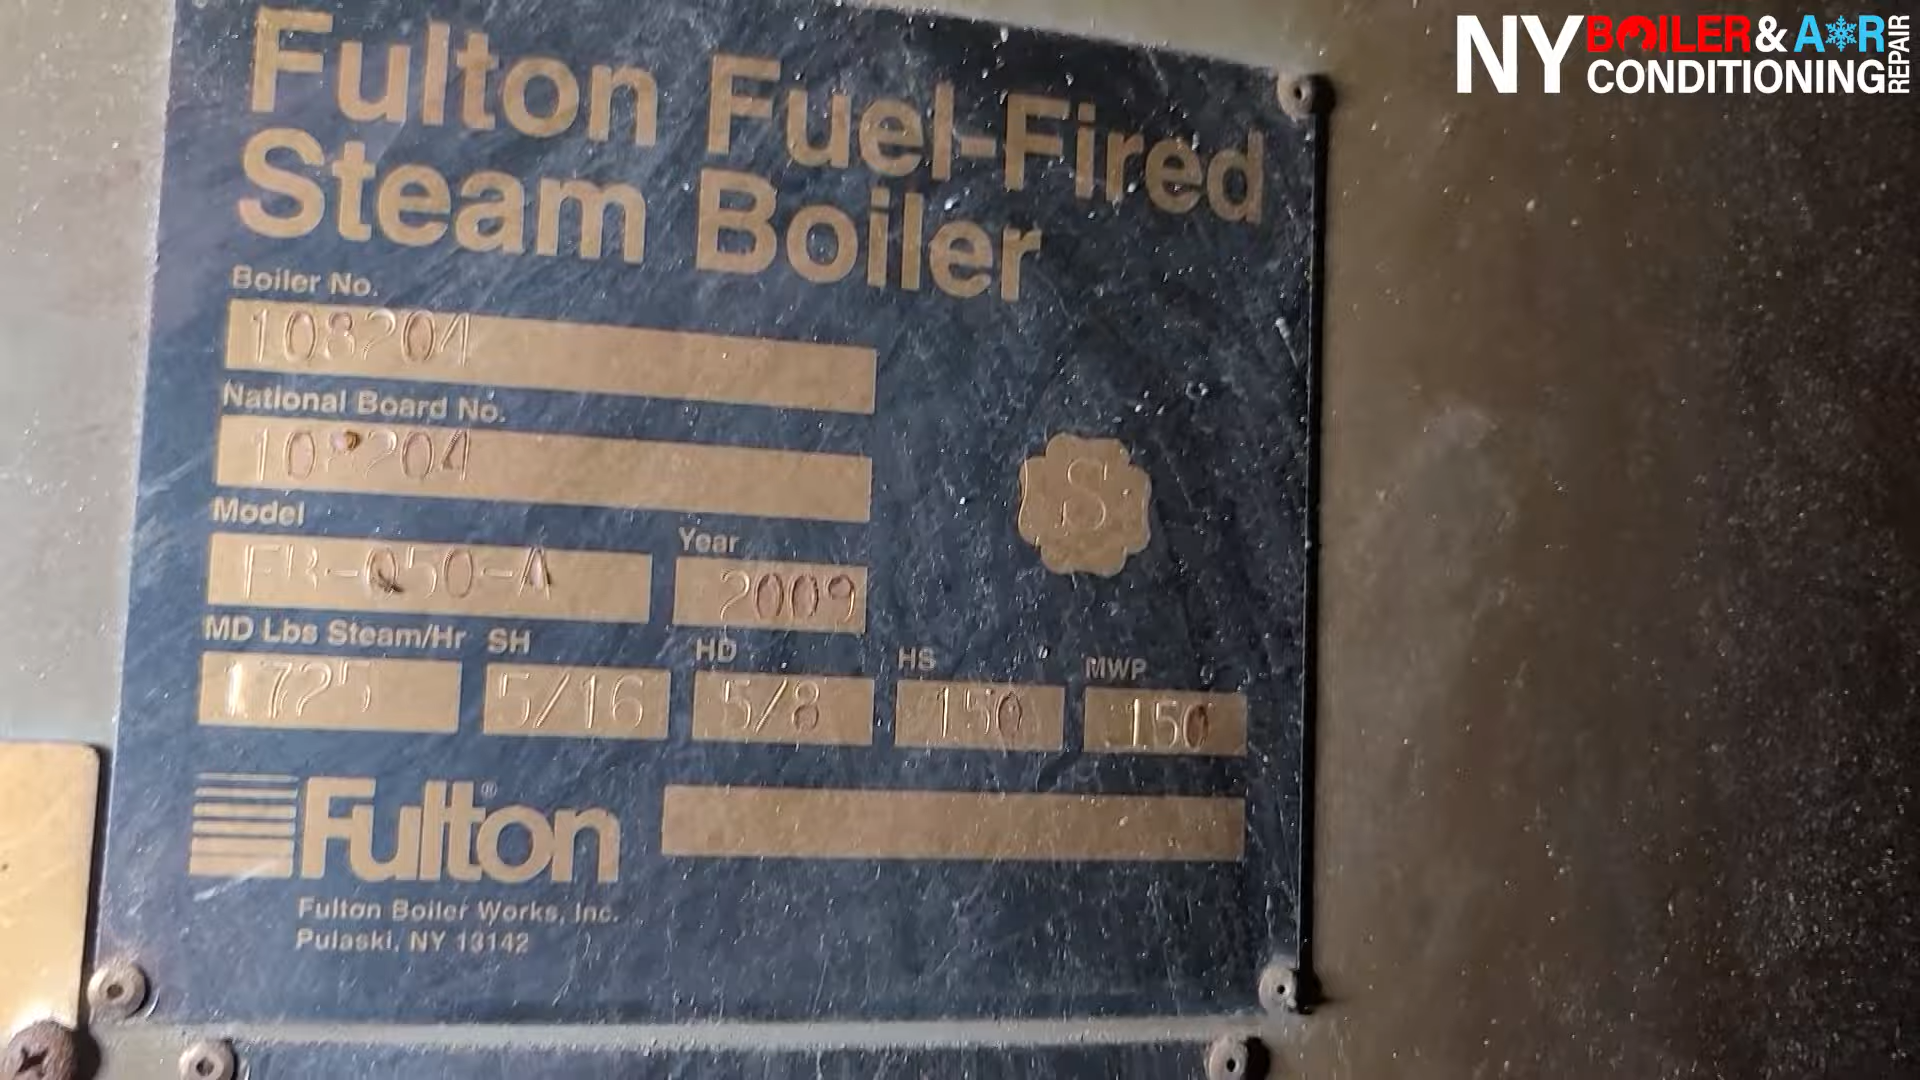 NY BOILER & AIR
CONDITIONING REPAIR
Fulton Fuel-Fired
Steam Boiler
Boiler No.
108204
National Board No.
108204
Model
FB-050-A
Year
2009
MD Lbs Steam/Hr SH HD HS MWP
1725 5/16 5/8 150 150
S
Fulton®
Fulton Boiler Works, Inc.
Pulaski, NY 13142